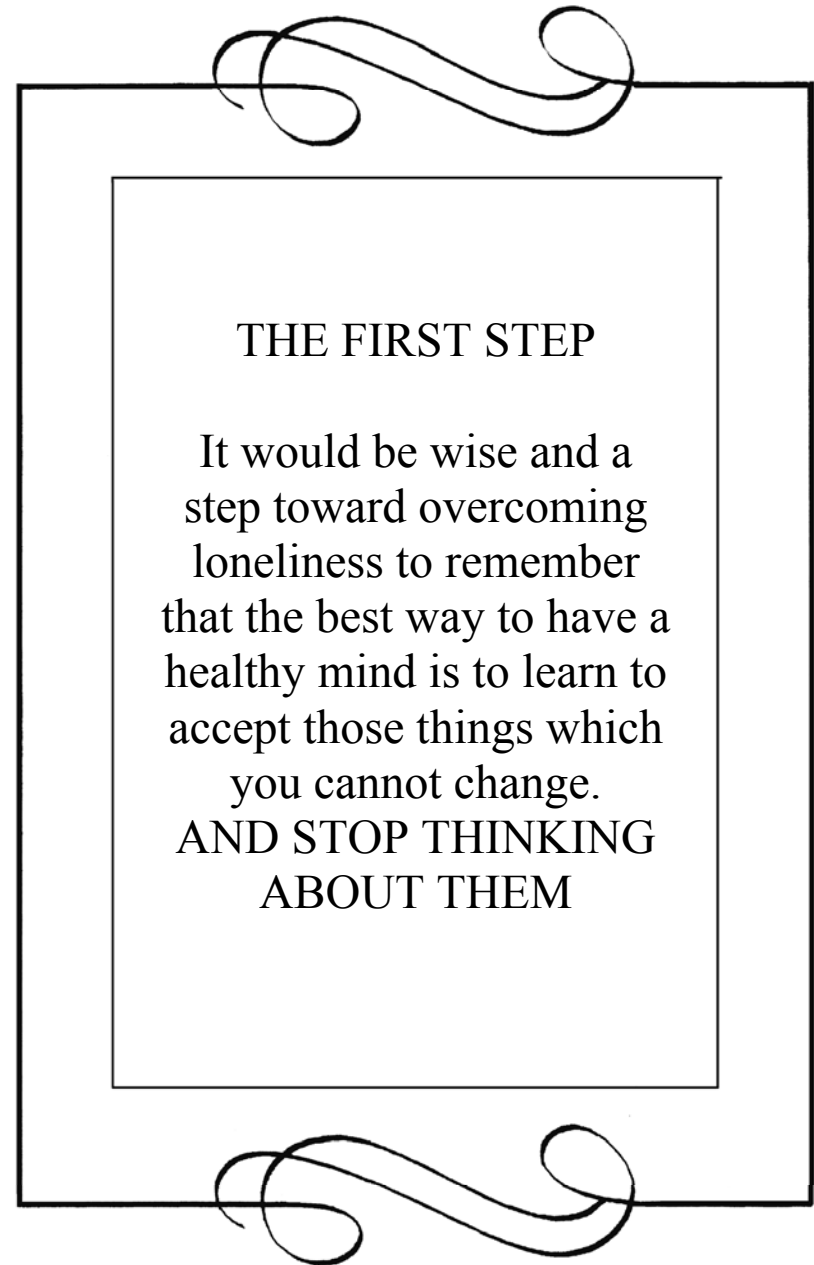 THE FIRST STEP
It would be wise and a
step toward overcoming
loneliness to remember
that the best way to have a
healthy mind is to learn to
accept those things which
you cannot change.
AND STOP THINKING
ABOUT THEM